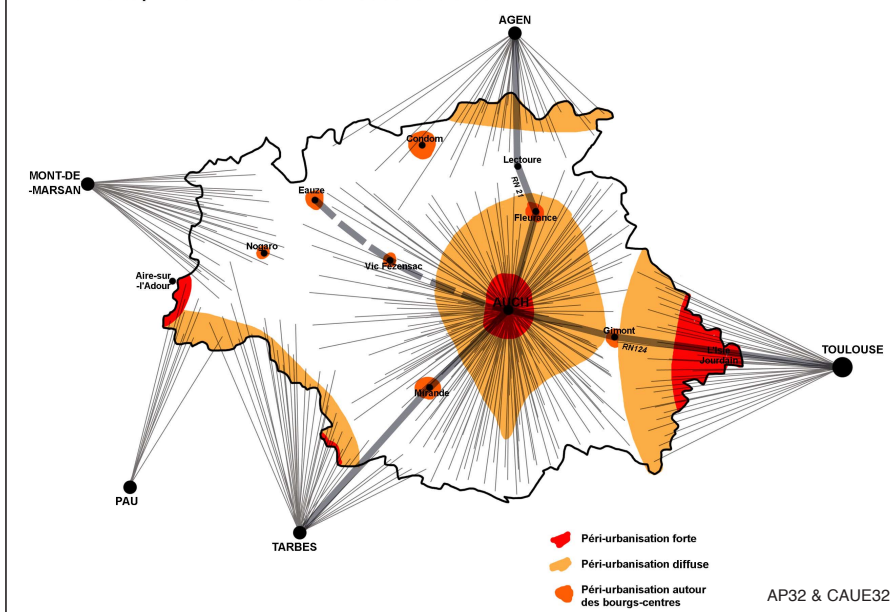 AGEN
Condom
Lectoure
MONT-DE
-MARSAN
RN 21
Eauze
Fleurance
Nogaro
Vic Fezensac
Aire-sur
-l'Adour
AUCH
Gimont
RN124
L'Isle
Jourdain
TOULOUSE
Mirande
PAU
TARBES
Péri-urbanisation forte
Péri-urbanisation diffuse
Péri-urbanisation autour
des bourgs-centres
AP32 & CAUE32